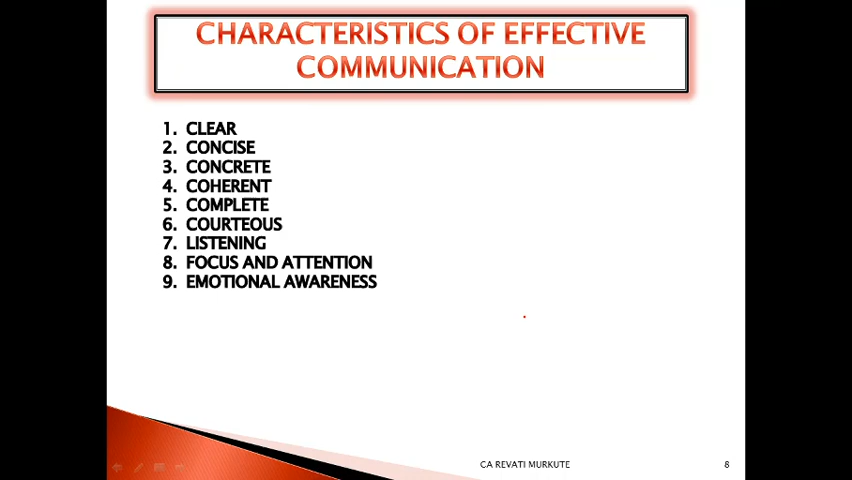 CHARACTERISTICS OF EFFECTIVE
COMMUNICATION
1. CLEAR
2. CONCISE
3. CONCRETE
4. COHERENT
5. COMPLETE
6. COURTEOUS
7. LISTENING
8. FOCUS AND ATTENTION
9. EMOTIONAL AWARENESS
CA REVATI MURKUTE
8